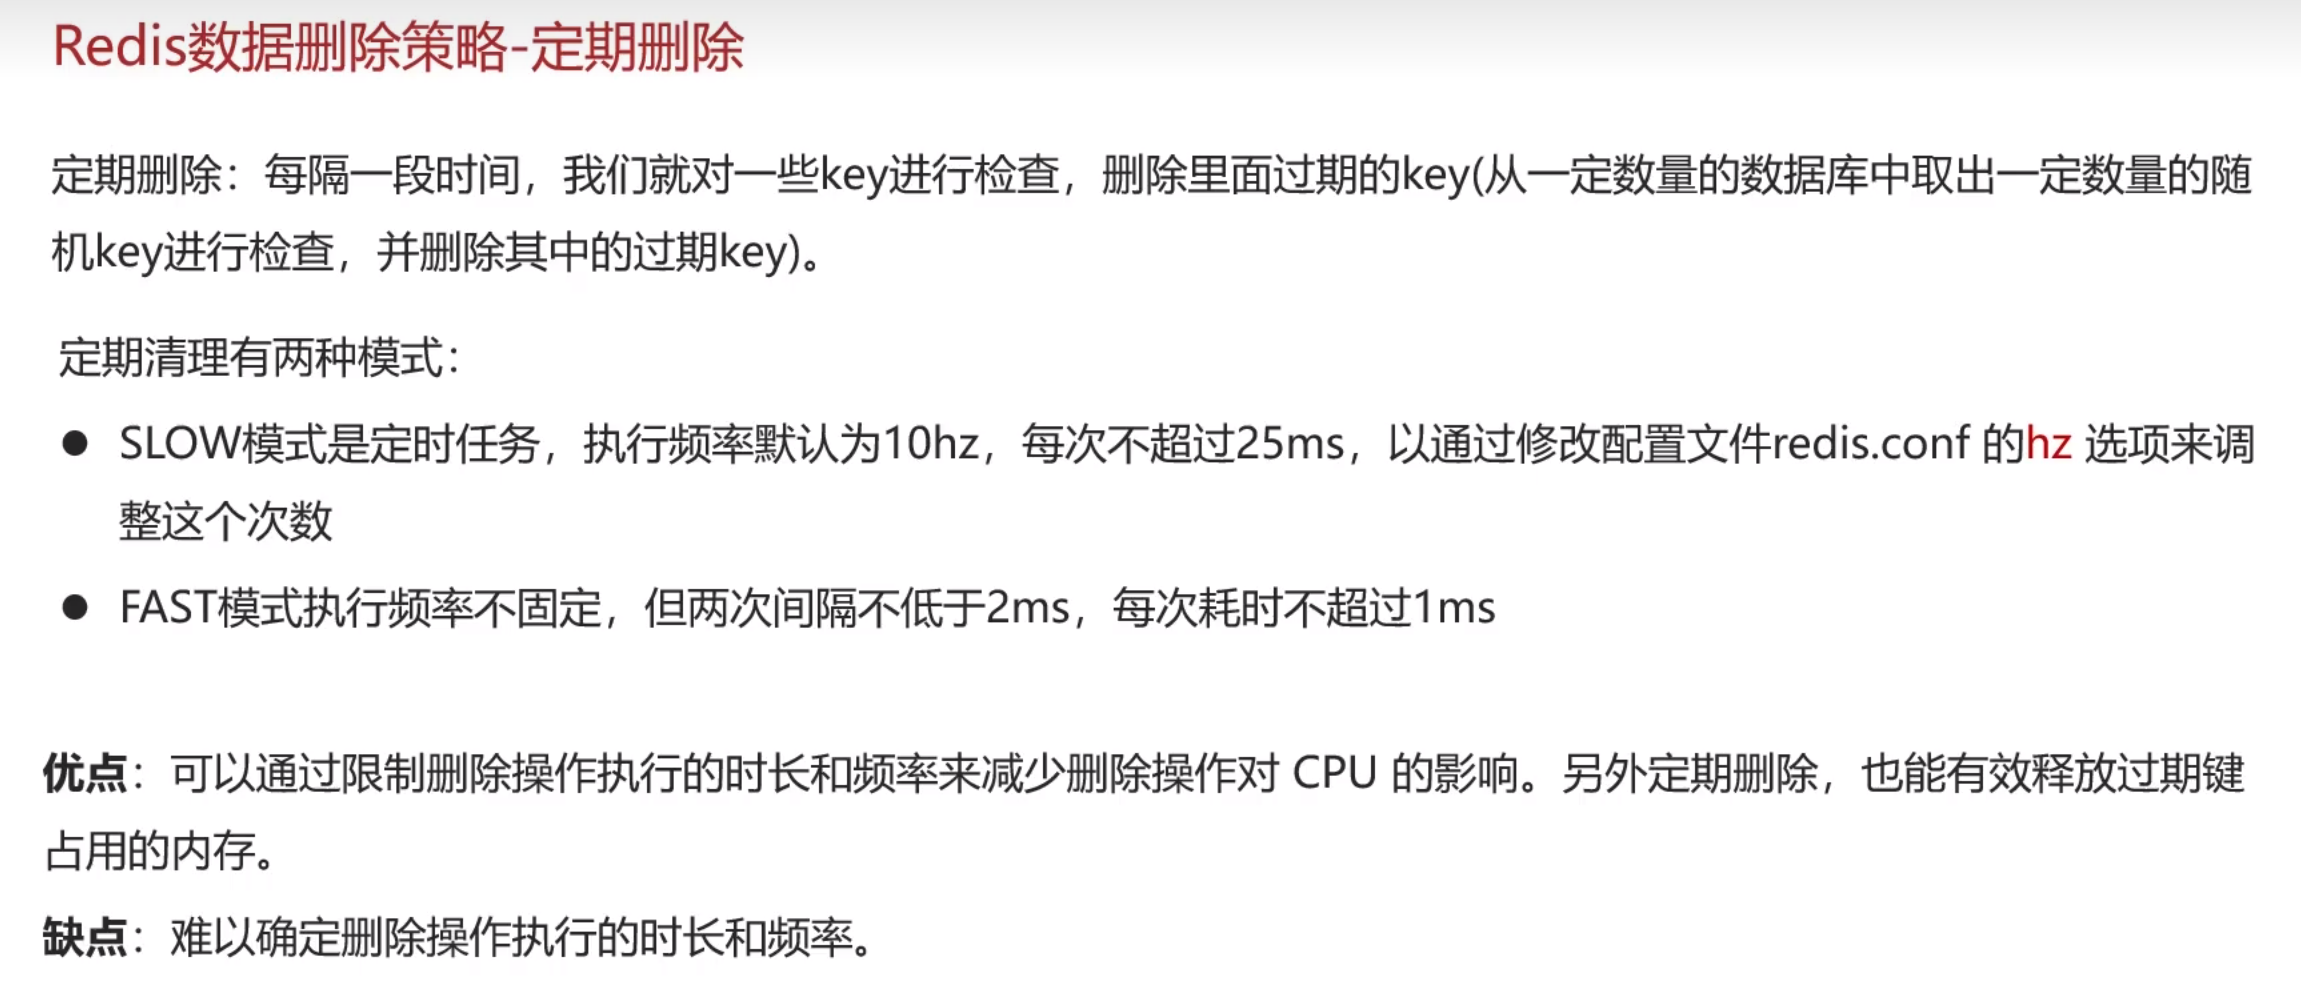 Redis数据删除策略-定期删除
定期删除：每隔一段时间，我们就对一些key进行检查，删除里面过期的key(从一定数量的数据库中取出一定数量的随
机key进行检查，并删除其中的过期key)。
定期清理有两种模式：
● SLOW模式是定时任务，执行频率默认为10hz，每次不超过25ms，以通过修改配置文件redis.conf 的hz 选项来调
整这个次数
● FAST模式执行频率不固定，但两次间隔不低于2ms，每次耗时不超过1ms
优点：可以通过限制删除操作执行的时长和频率来减少删除操作对 CPU 的影响。另外定期删除，也能有效释放过期键
占用的内存。
缺点：难以确定删除操作执行的时长和频率。